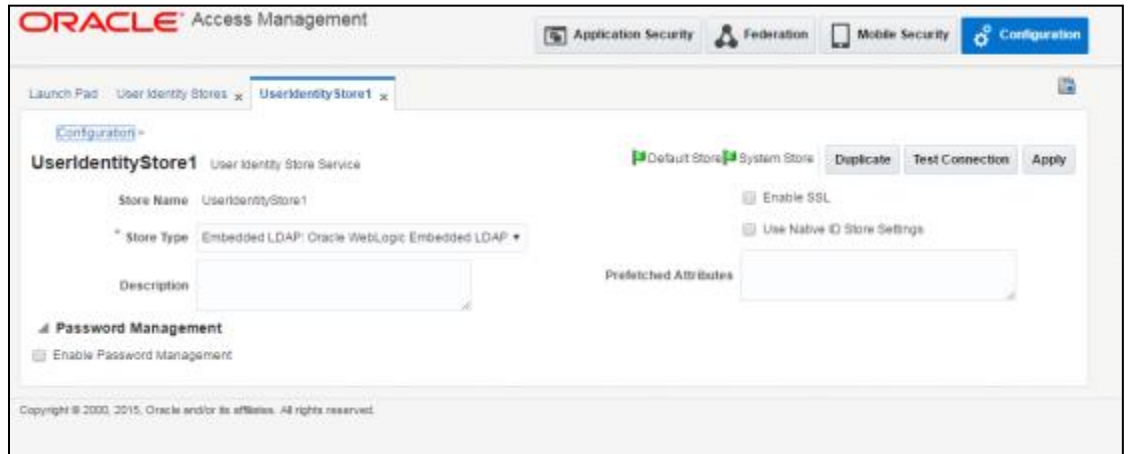 ORACLE Access Management
Application Security Federation Mobile Security Configuration
Launch Pad User Identity Stores x UserIdentityStore1 x
Configuration >
UserIdentityStore1 User Identity Store Service Default Store System Store Duplicate Test Connection Apply
Store Name UserIdentityStore1 Enable SSL
* Store Type Embedded LDAP: Oracle WebLogic Embedded LDAP Use Native ID Store Settings
Description Prefetched Attributes
Password Management
Enable Password Management
Copyright © 2000, 2015, Oracle and/or its affiliates. All rights reserved.